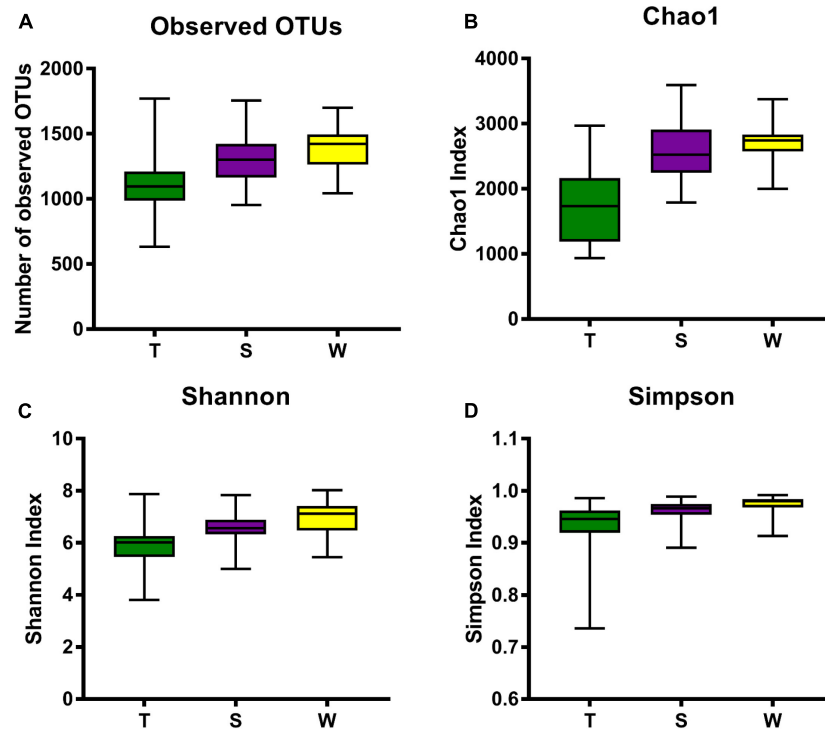 A
Observed OTUs
Number of observed OTUs
2000
1500
1000
500
0
T S W
B
Chao1
Chao1 Index
4000
3000
2000
1000
0
T S W
C
Shannon
Shannon Index
10
8
6
4
2
0
T S W
D
Simpson
Simpson Index
1.1
1.0
0.9
0.8
0.7
0.6
T S W